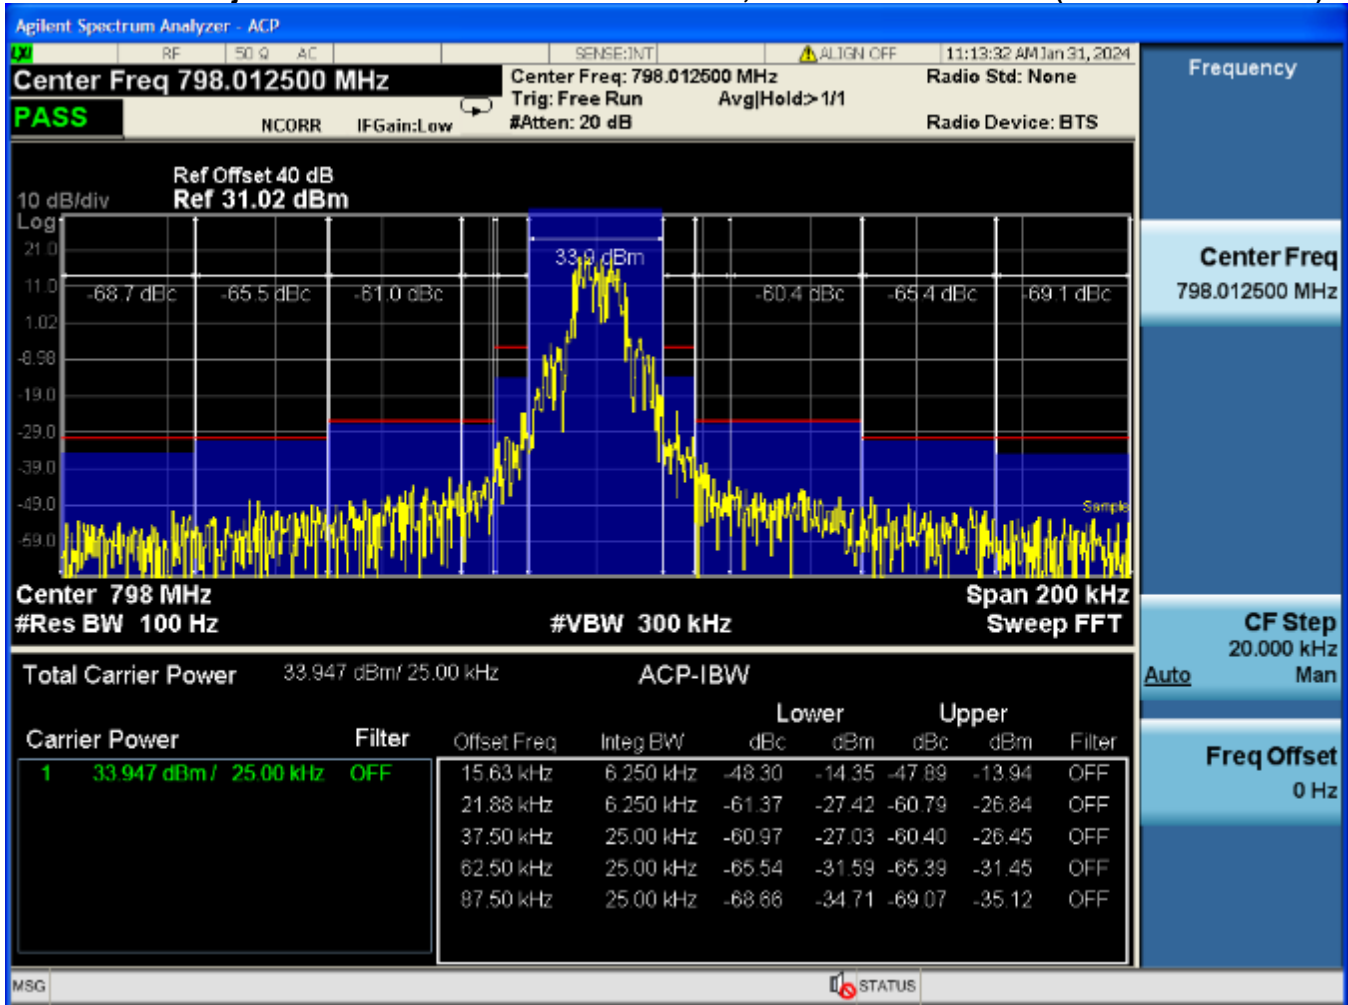 Agilent Spectrum Analyzer - ACP
LXI RF 50 Ω AC SENSE:INT ALIGN OFF 11:13:32 AM Jan 31, 2024
Center Freq 798.012500 MHz
Center Freq: 798.012500 MHz Radio Std: None
Trig: Free Run Avg|Hold:>1/1
PASS NCORR IFGain:Low #Atten: 20 dB Radio Device: BTS
Ref Offset 40 dB
10 dB/div Ref 31.02 dBm
Log
21.0
33.9 dBm
11.0
-68.7 dBc -65.5 dBc -61.0 dBc -60.4 dBc -65.4 dBc -69.1 dBc
1.02
-8.98
-19.0
-29.0
-39.0
-49.0
Sample
-59.0
Center 798 MHz Span 200 kHz
#Res BW 100 Hz #VBW 300 kHz Sweep FFT
Total Carrier Power 33.947 dBm/ 25.00 kHz ACP-IBW
Lower Upper
Carrier Power Filter Offset Freq Integ BW dBc dBm dBc dBm Filter
1 33.947 dBm / 25.00 kHz OFF 15.63 kHz 6.250 kHz -48.30 -14.35 -47.89 -13.94 OFF
21.88 kHz 6.250 kHz -61.37 -27.42 -60.79 -26.84 OFF
37.50 kHz 25.00 kHz -60.97 -27.03 -60.40 -26.45 OFF
62.50 kHz 25.00 kHz -65.54 -31.59 -65.39 -31.45 OFF
87.50 kHz 25.00 kHz -68.66 -34.71 -69.07 -35.12 OFF
MSG STATUS
Frequency
Center Freq
798.012500 MHz
CF Step
20.000 kHz
Auto Man
Freq Offset
0 Hz